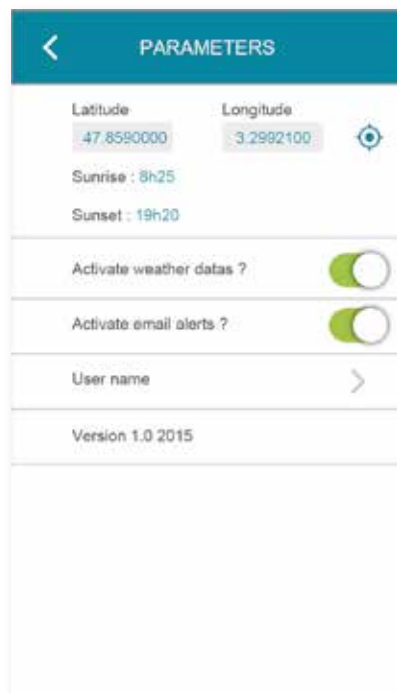 PARAMETERS
Latitude Longitude
47.8590000 3.2992100
Sunrise : 8h25
Sunset : 19h20
Activate weather datas ?
Activate email alerts ?
User name
Version 1.0 2015